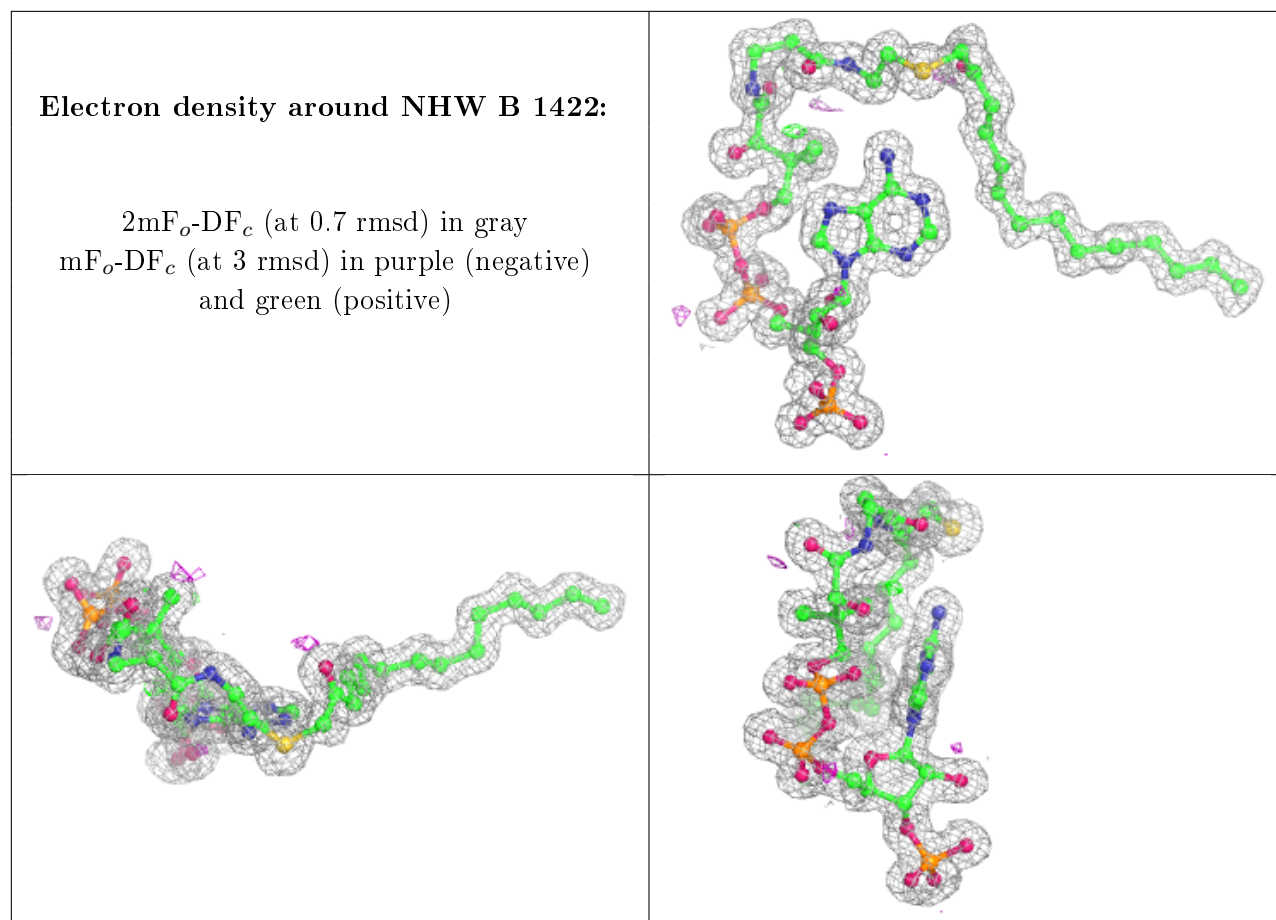 Electron density around NHW B 1422:
2mFo-DFc (at 0.7 rmsd) in gray
mFo-DFc (at 3 rmsd) in purple (negative)
and green (positive)